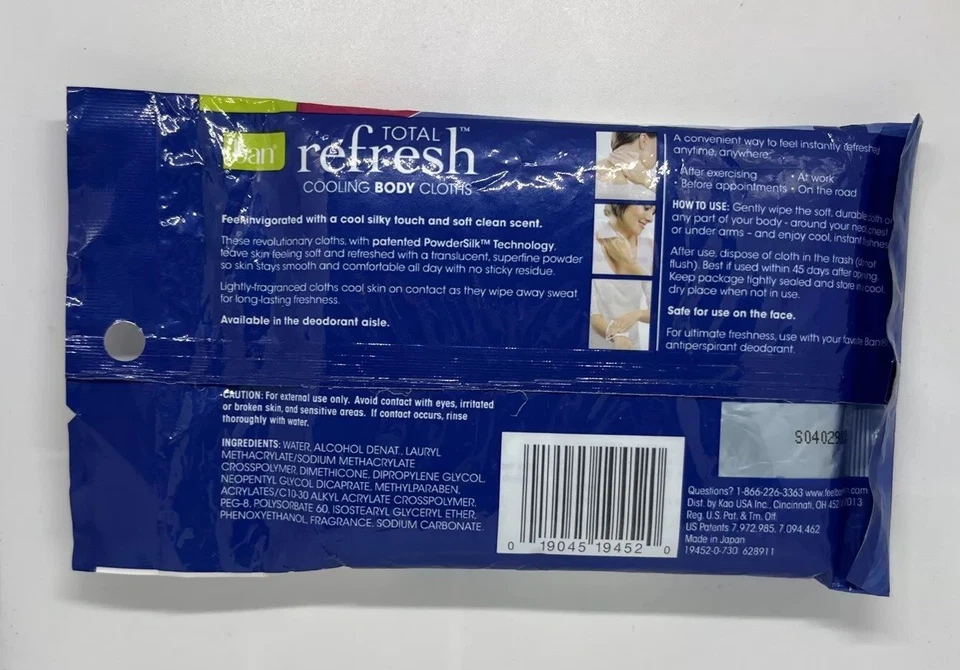 Ban®
TOTAL
refresh™
COOLING BODY CLOTHS
Feel invigorated with a cool silky touch and soft clean scent.
These revolutionary cloths, with patented PowderSilk™ Technology,
leave skin feeling soft and refreshed with a translucent, superfine powder
so skin stays smooth and comfortable all day with no sticky residue.
Lightly-fragranced cloths cool skin on contact as they wipe away sweat
for long-lasting freshness.
Available in the deodorant aisle.
A convenient way to feel instantly refreshed
anytime, anywhere:
• After exercising • At work
• Before appointments • On the road
HOW TO USE: Gently wipe the soft, durable cloth on
any part of your body - around your neck, chest
or under arms – and enjoy cool, instant
After use, dispose of cloth in the trash (do not
flush). Best if used within 45 days after opening.
Keep package tightly sealed and store in cool,
dry place when not in use.
Safe for use on the face.
For ultimate freshness, use with your favorite Ban®
antiperspirant deodorant.
CAUTION: For external use only. Avoid contact with eyes, irritated
or broken skin, and sensitive areas. If contact occurs, rinse
thoroughly with water.
INGREDIENTS: WATER, ALCOHOL DENAT., LAURYL
METHACRYLATE/SODIUM METHACRYLATE
CROSSPOLYMER, DIMETHICONE, DIPROPYLENE GLYCOL,
NEOPENTYL GLYCOL DICAPRATE, METHYLPARABEN,
ACRYLATES/C10-30 ALKYL ACRYLATE CROSSPOLYMER,
PEG-8, POLYSORBATE 60, ISOSTEARYL GLYCERYL ETHER,
PHENOXYETHANOL, FRAGRANCE, SODIUM CARBONATE.
0 19045 19452 0
Questions? 1-866-226-3363 www.feelban.com
Dist. by Kao USA Inc., Cincinnati, OH
Reg. U.S. Pat. & Tm. Off.
US Patents 7,972,985, 7,094,462
Made in Japan
19452-0-730 628911